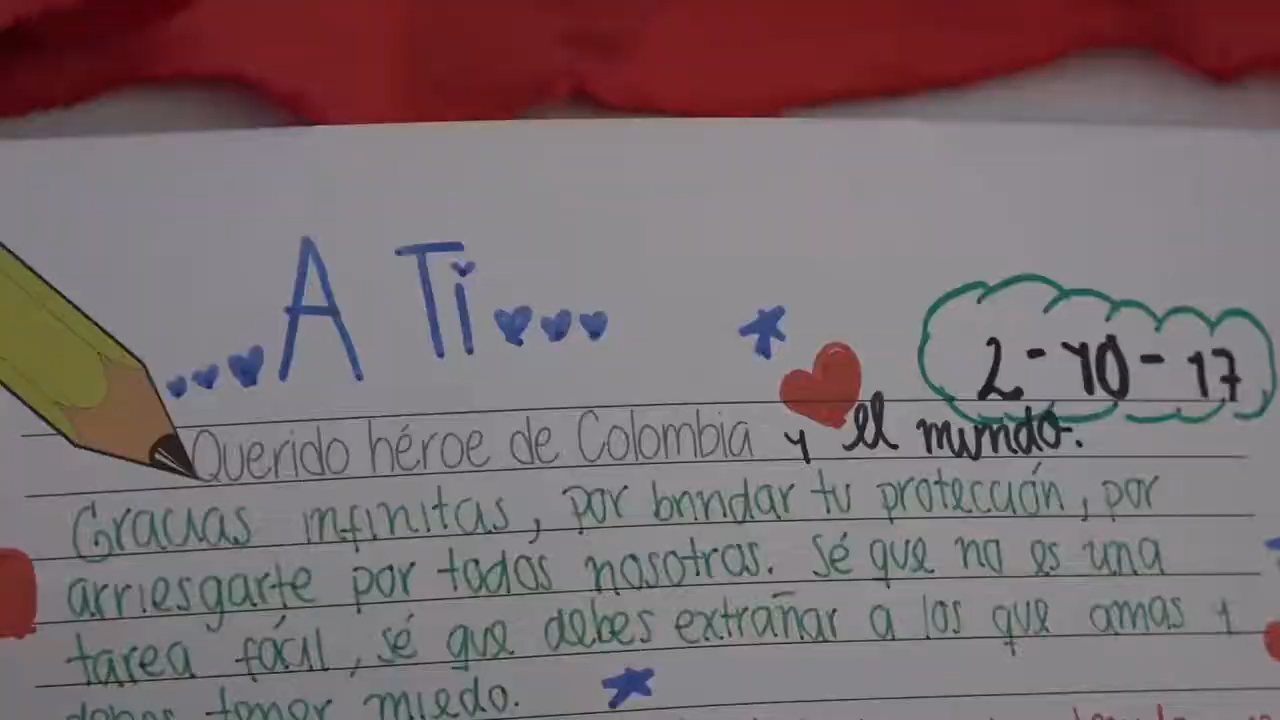 A Ti
2-10-17
Querido héroe de Colombia y el mundo.
Gracias infinitas, por brindar tu protección, por
arriesgarte por todos nosotros. Sé que no es una
tarea fácil, sé que debes extrañar a los que amas y
debes tener miedo.